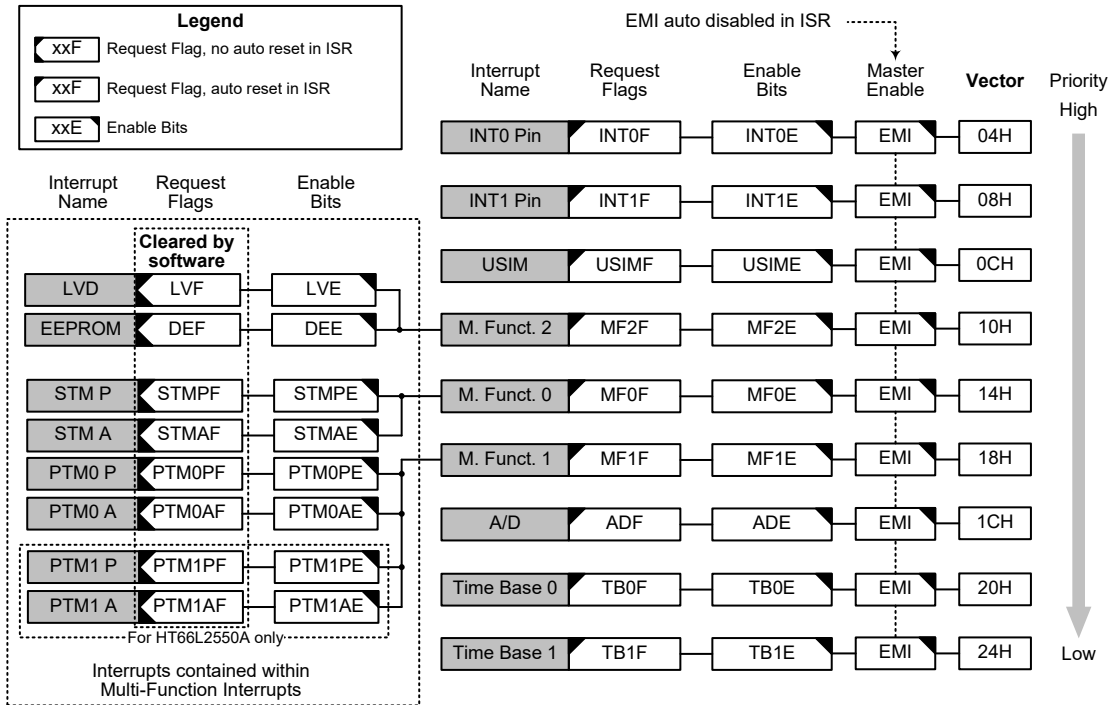 Legend
xxF Request Flag, no auto reset in ISR
xxF Request Flag, auto reset in ISR
xxE Enable Bits
EMI auto disabled in ISR
Interrupt Name Request Flags Enable Bits Master Enable Vector Priority
High
INT0 Pin INT0F INT0E EMI 04H
INT1 Pin INT1F INT1E EMI 08H
USIM USIMF USIME EMI 0CH
M. Funct. 2 MF2F MF2E EMI 10H
M. Funct. 0 MF0F MF0E EMI 14H
M. Funct. 1 MF1F MF1E EMI 18H
A/D ADF ADE EMI 1CH
Time Base 0 TB0F TB0E EMI 20H
Time Base 1 TB1F TB1E EMI 24H
Low
Interrupt Name Request Flags Enable Bits
Cleared by
software
LVD LVF LVE
EEPROM DEF DEE
STM P STMPF STMPE
STM A STMAF STMAE
PTM0 P PTM0PF PTM0PE
PTM0 A PTM0AF PTM0AE
PTM1 P PTM1PF PTM1PE
PTM1 A PTM1AF PTM1AE
For HT66L2550A only
Interrupts contained within
Multi-Function Interrupts